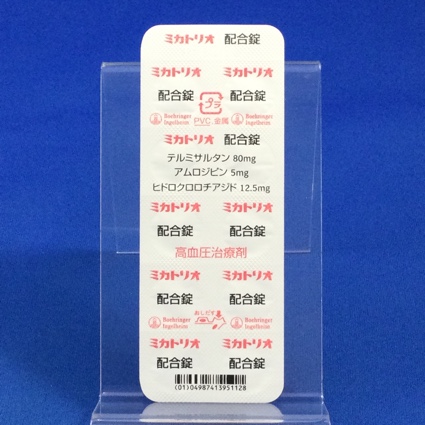 ミカトリオ 配合錠
ミカトリオ ミカトリオ
配合錠 プラ 配合錠
Boehringer Ingelheim PVC 金属 Boehringer Ingelheim
ミカトリオ 配合錠
テルミサルタン 80mg
アムロジピン 5mg
ヒドロクロロチアジド 12.5mg
ミカトリオ ミカトリオ
配合錠 配合錠
高血圧治療剤
ミカトリオ ミカトリオ
配合錠 配合錠
Boehringer Ingelheim おしだす Boehringer Ingelheim
ミカトリオ ミカトリオ
配合錠 配合錠
(01)04987413951128